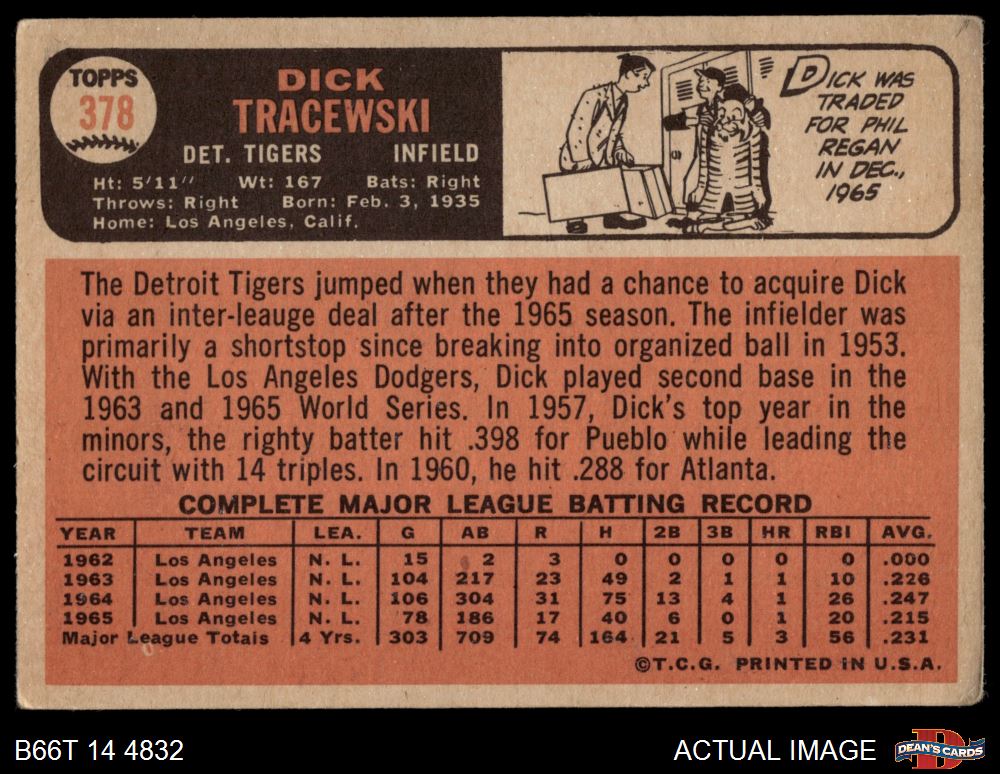 TOPPS
378
DICK
TRACEWSKI
DET. TIGERS INFIELD
Ht: 5'11" Wt: 167 Bats: Right
Throws: Right Born: Feb. 3, 1935
Home: Los Angeles, Calif.
DICK WAS
TRADED
FOR PHIL
REGAN
IN DEC.,
1965
The Detroit Tigers jumped when they had a chance to acquire Dick
via an inter-leauge deal after the 1965 season. The infielder was
primarily a shortstop since breaking into organized ball in 1953.
With the Los Angeles Dodgers, Dick played second base in the
1963 and 1965 World Series. In 1957, Dick's top year in the
minors, the righty batter hit .398 for Pueblo while leading the
circuit with 14 triples. In 1960, he hit .288 for Atlanta.
COMPLETE MAJOR LEAGUE BATTING RECORD
YEAR TEAM LEA. G AB R H 2B 3B HR RBI AVG.
1962 Los Angeles N. L. 15 2 3 0 0 0 0 0 .000
1963 Los Angeles N. L. 104 217 23 49 2 1 1 10 .226
1964 Los Angeles N. L. 106 304 31 75 13 4 1 26 .247
1965 Los Angeles N. L. 78 186 17 40 6 0 1 20 .215
Major League Totals 4 Yrs. 303 709 74 164 21 5 3 56 .231
©T.C.G. PRINTED IN U.S.A.
B66T 14 4832 ACTUAL IMAGE DEAN'S CARDS